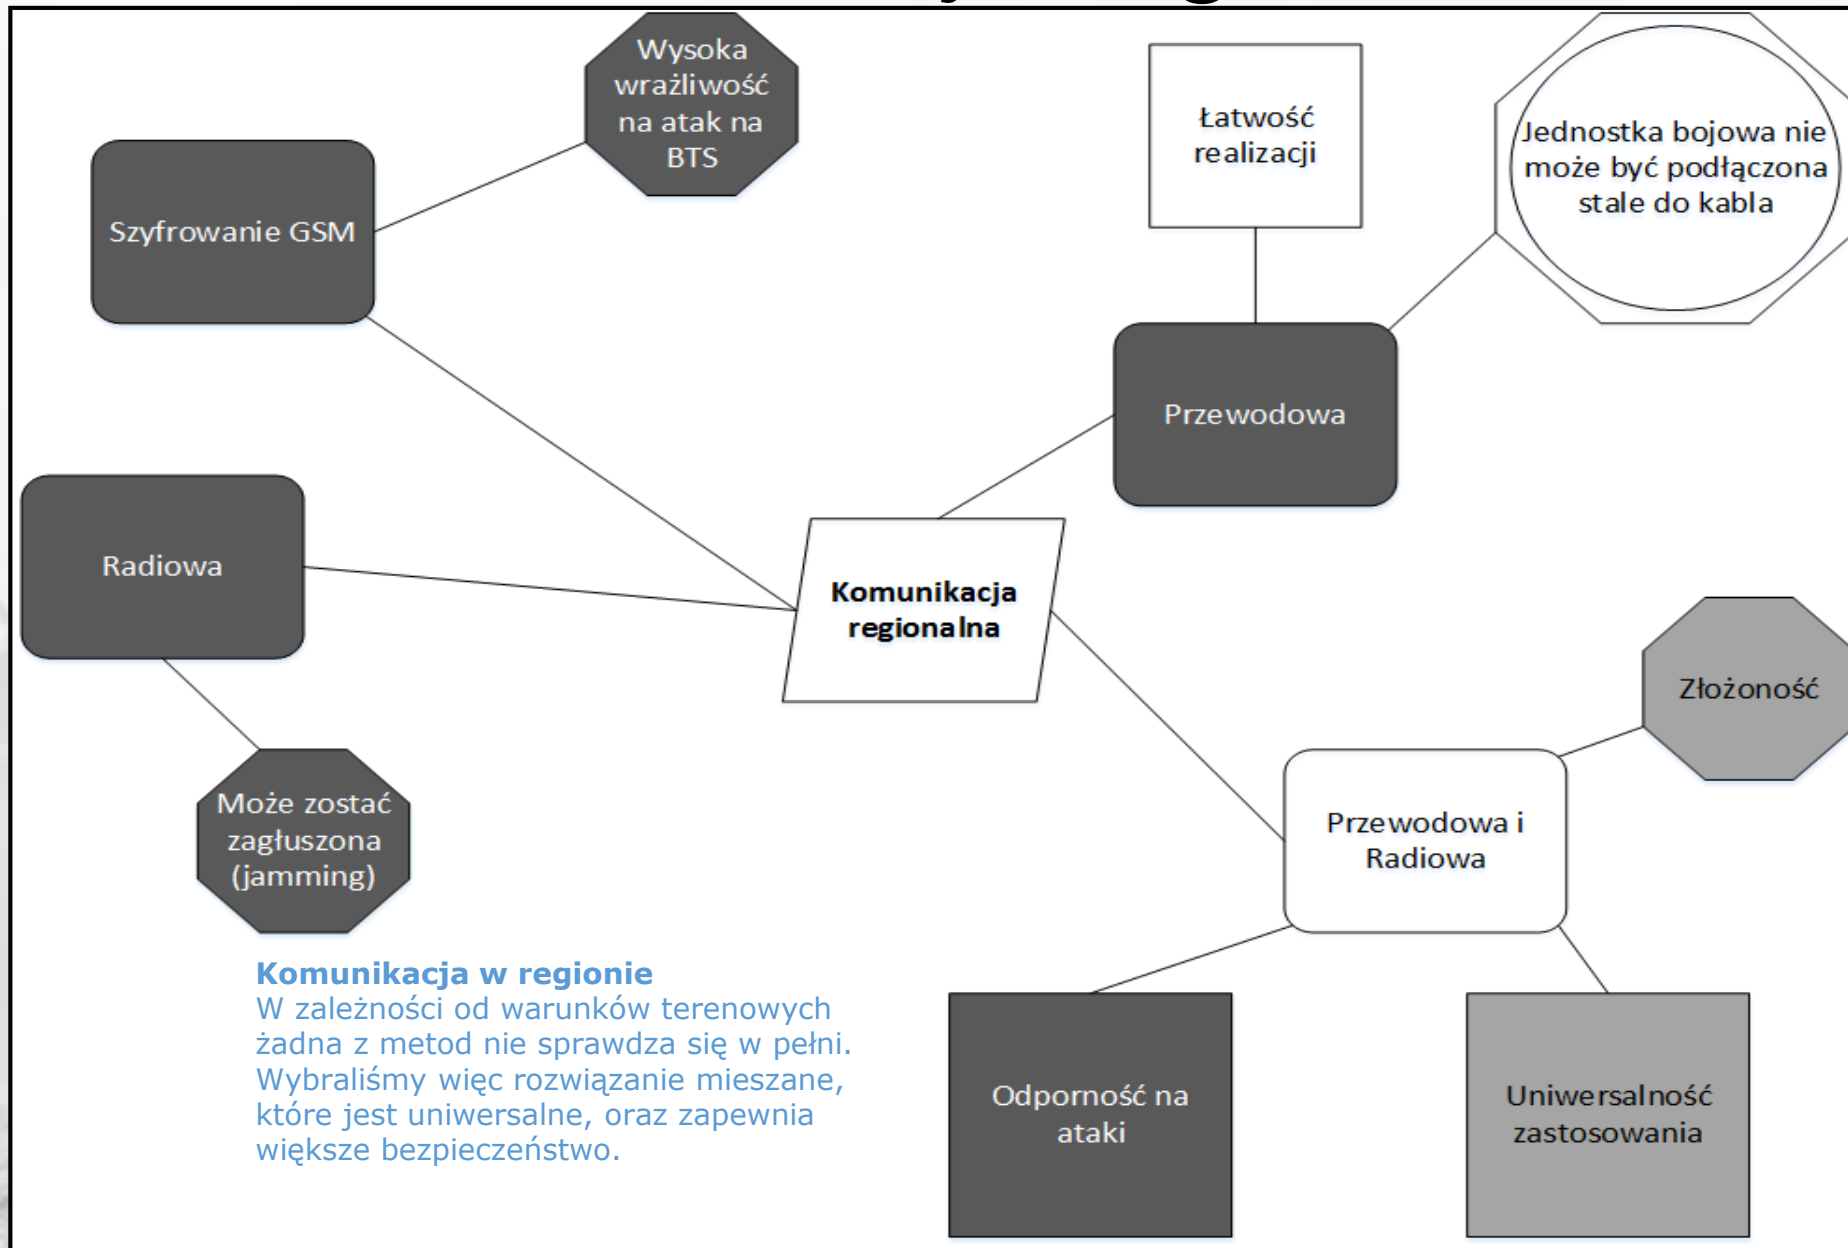 Wysoka
wrażliwość
na atak na
BTS
Łatwość
realizacji
Jednostka bojowa nie
może być podłączona
stale do kabla
Szyfrowanie GSM
Przewodowa
Radiowa
Komunikacja
regionalna
Złożoność
Może zostać
zagłuszona
(jamming)
Przewodowa i
Radiowa
Komunikacja w regionie
W zależności od warunków terenowych
żadna z metod nie sprawdza się w pełni.
Wybraliśmy więc rozwiązanie mieszane,
które jest uniwersalne, oraz zapewnia
większe bezpieczeństwo.
Odporność na
ataki
Uniwersalność
zastosowania